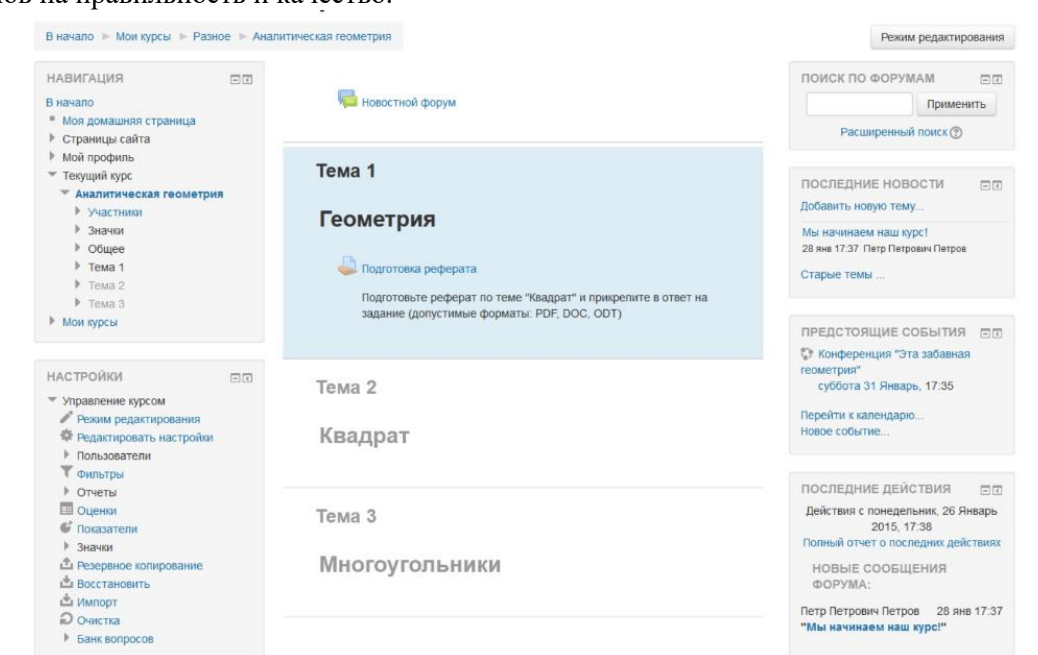 на правильность и качество.
В начало ► Мои курсы ► Разное ► Аналитическая геометрия
Режим редактирования
НАВИГАЦИЯ
В начало
Моя домашняя страница
Страницы сайта
Мой профиль
Текущий курс
Аналитическая геометрия
Участники
Значки
Общее
Тема 1
Тема 2
Тема 3
Мои курсы
НАСТРОЙКИ
Управление курсом
Режим редактирования
Редактировать настройки
Пользователи
Фильтры
Отчеты
Оценки
Показатели
Значки
Резервное копирование
Восстановить
Импорт
Очистка
Банк вопросов
Новостной форум
Тема 1
Геометрия
Подготовка реферата
Подготовьте реферат по теме "Квадрат" и прикрепите в ответ на
задание (допустимые форматы: PDF, DOC, ODT)
Тема 2
Квадрат
Тема 3
Многоугольники
ПОИСК ПО ФОРУМАМ
Применить
Расширенный поиск
ПОСЛЕДНИЕ НОВОСТИ
Добавить новую тему...
Мы начинаем наш курс!
28 янв 17:37 Петр Петрович Петров
Старые темы ...
ПРЕДСТОЯЩИЕ СОБЫТИЯ
Конференция "Эта забавная
геометрия"
суббота 31 Январь, 17:35
Перейти к календарю...
Новое событие...
ПОСЛЕДНИЕ ДЕЙСТВИЯ
Действия с понедельник, 26 Январь
2015, 17:38
Полный отчет о последних действиях
НОВЫЕ СООБЩЕНИЯ
ФОРУМА:
Петр Петрович Петров 28 янв 17:37
"Мы начинаем наш курс!"